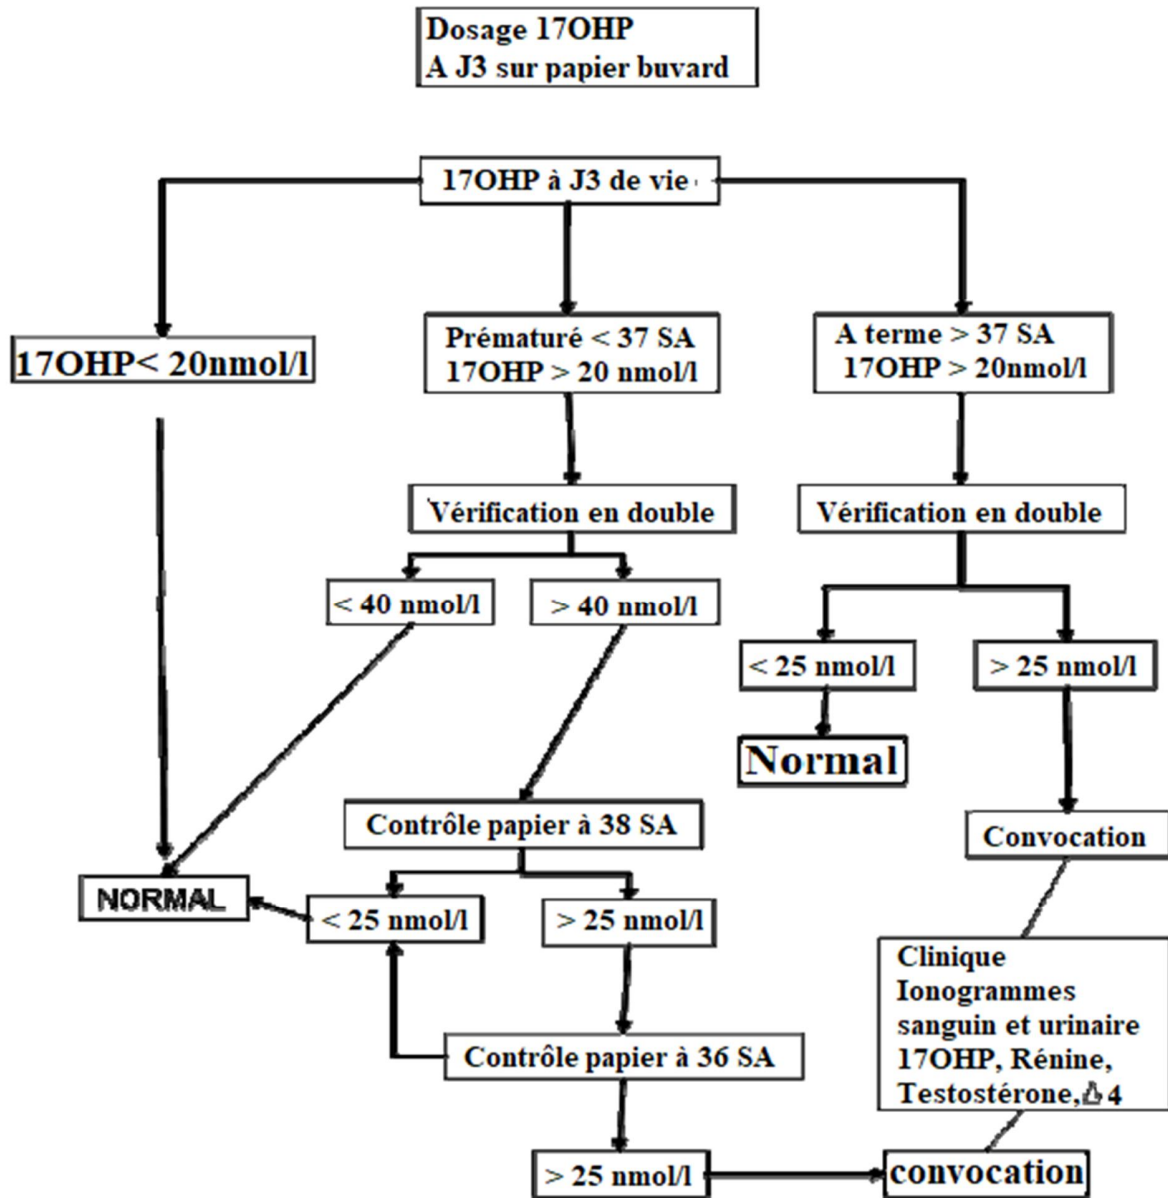 Dosage 17OHP
A J3 sur papier buvard
17OHP à J3 de vie
17OHP< 20nmol/l
Prématuré < 37 SA
17OHP > 20 nmol/l
A terme > 37 SA
17OHP > 20nmol/l
Vérification en double
Vérification en double
< 40 nmol/l
> 40 nmol/l
< 25 nmol/l
> 25 nmol/l
Normal
Contrôle papier à 38 SA
Convocation
NORMAL
< 25 nmol/l
> 25 nmol/l
Clinique
Ionogrammes
sanguin et urinaire
17OHP, Rénine,
Testostérone,Δ4
Contrôle papier à 36 SA
> 25 nmol/l
convocation